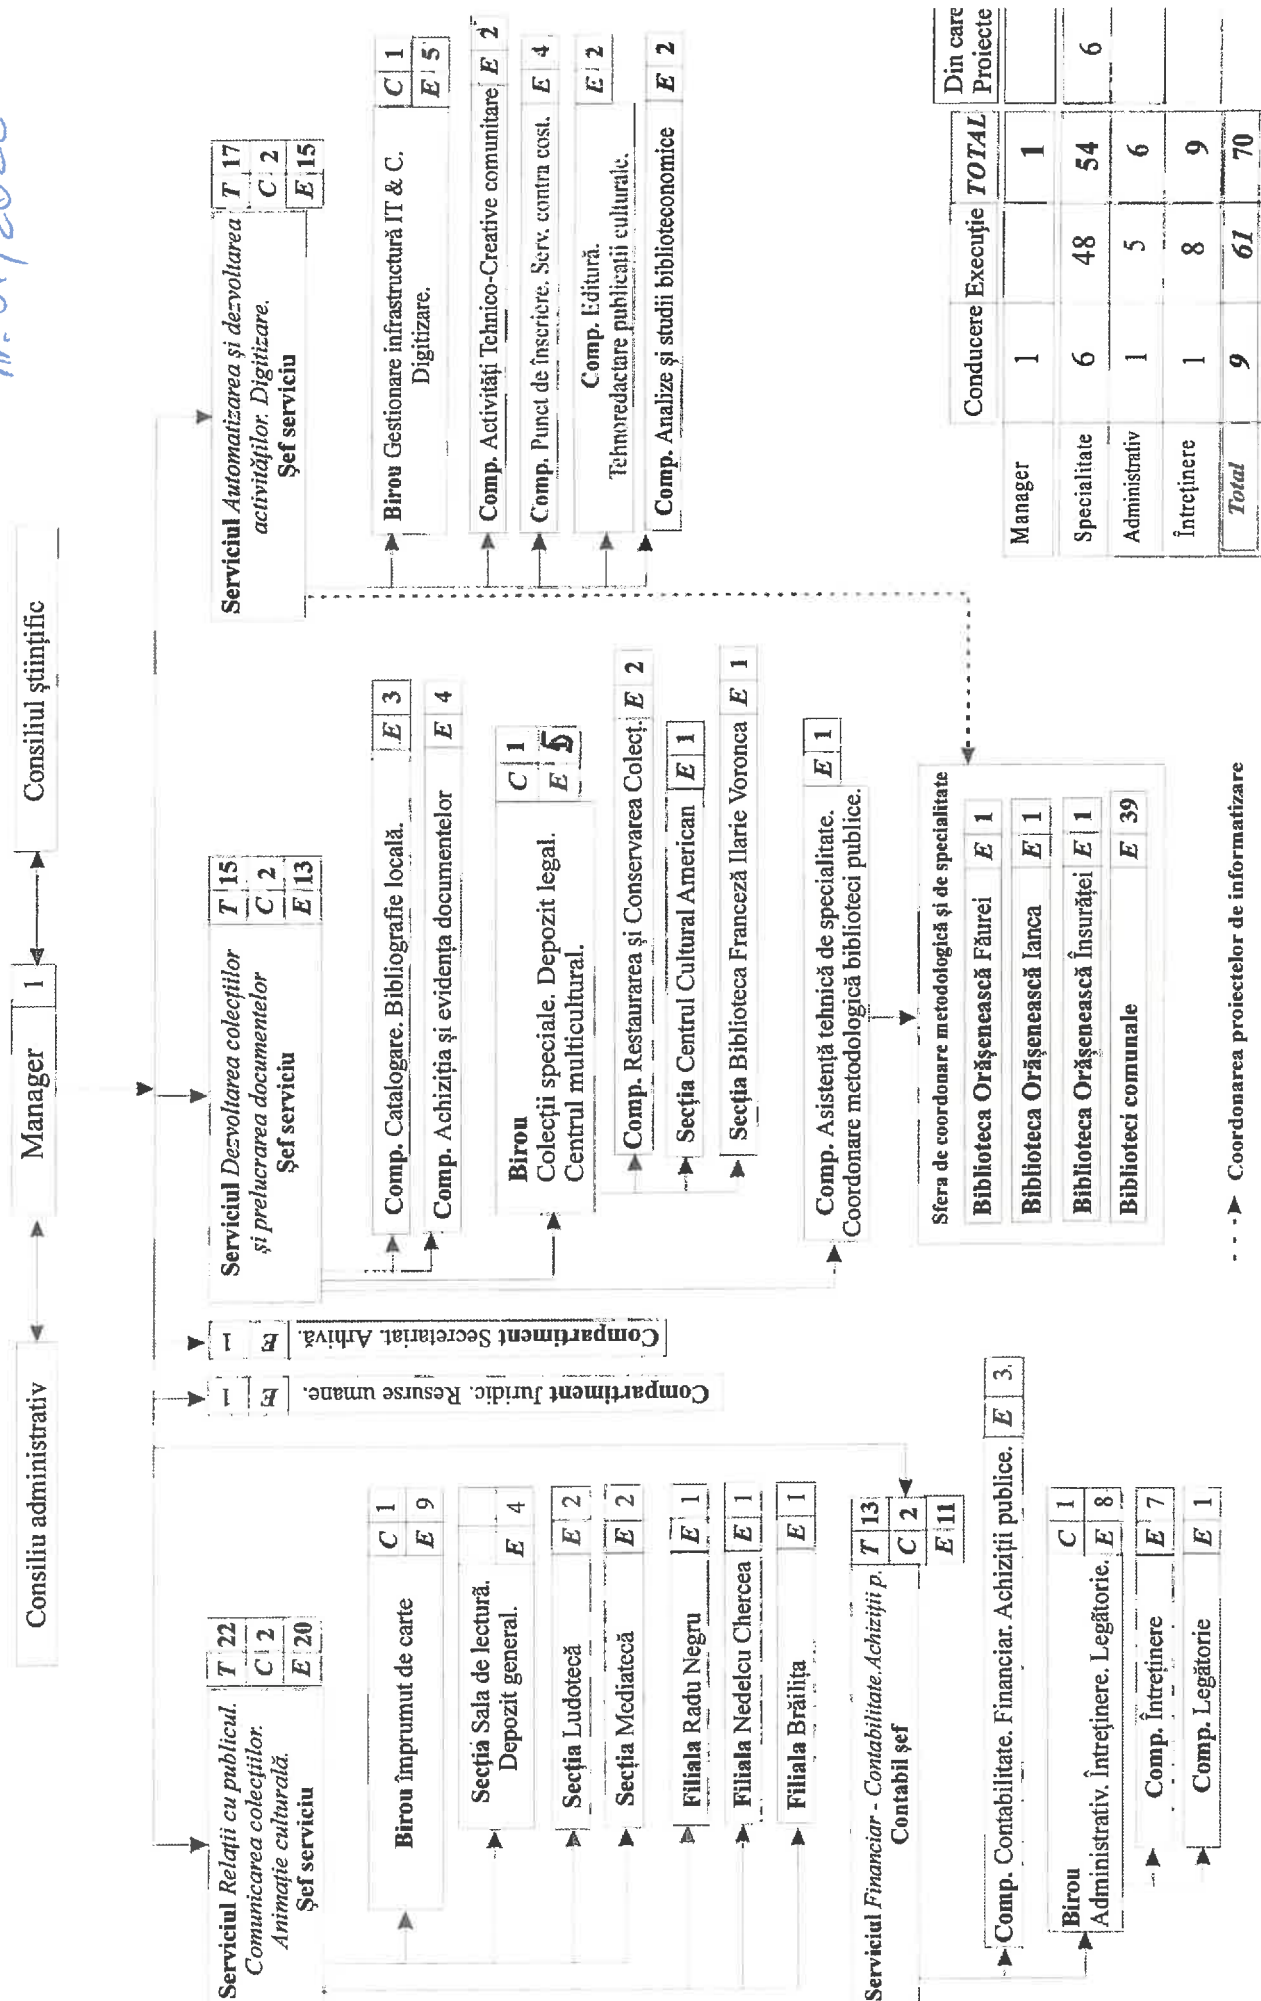 Consiliu administrativ
Manager 1
Consiliul științific
Serviciul Relații cu publicul.
Comunicarea colecțiilor.
Animație culturală.
Șef serviciu
T 22
C 2
E 20
Birou împrumut de carte
C 1
E 9
Secția Sala de lectură.
Depozit general.
E 4
Secția Ludotecă E 2
Secția Mediatecă E 2
Filiala Radu Negru E 1
Filiala Nedelcu Chercea E 1
Filiala Brăilița E 1
Serviciul Financiar - Contabilitate. Achiziții p.
Contabil șef
T 13
C 2
E 11
Comp. Contabilitate. Financiar. Achiziții publice. E 3.
Birou
Administrativ. Întreținere. Legătorie.
C 1
E 8
Comp. Întreținere E 7
Comp. Legătorie E 1
Compartiment Juridic. Resurse umane. E 1
Compartiment Secretariat. Arhivă. E 1
Serviciul Dezvoltarea colecțiilor
și prelucrarea documentelor
Șef serviciu
T 15
C 2
E 13
Comp. Catalogare. Bibliografie locală. E 3
Comp. Achiziția și evidența documentelor E 4
Birou
Colecții speciale. Depozit legal.
Centrul multicultural.
C 1
E 5
Comp. Restaurarea și Conservarea Colecț. E 2
Secția Centrul Cultural American E 1
Secția Biblioteca Franceză Ilarie Voronca E 1
Comp. Asistență tehnică de specialitate.
Coordonare metodologică biblioteci publice.
E 1
Sfera de coordonare metodologică și de specialitate
Biblioteca Orășenească Făurei E 1
Biblioteca Orășenească Ianca E 1
Biblioteca Orășenească Însurăței E 1
Biblioteci comunale E 39
Coordonarea proiectelor de informatizare
Serviciul Automatizarea și dezvoltarea
activităților. Digitizare.
Șef serviciu
T 17
C 2
E 15
Birou Gestionare infrastructură IT & C.
Digitizare.
C 1
E 5
Comp. Activități Tehnico-Creative comunitare E 2
Comp. Punct de înscriere. Serv. contra cost. E 4
Comp. Editură.
Tehnoredactare publicații culturale.
E 2
Comp. Analize și studii biblioteconomice E 2
Conducere Execuție TOTAL Din care Proiecte
Manager 1 1
Specialitate 6 48 54 6
Administrativ 1 5 6
Întreținere 1 8 9
Total 9 61 70